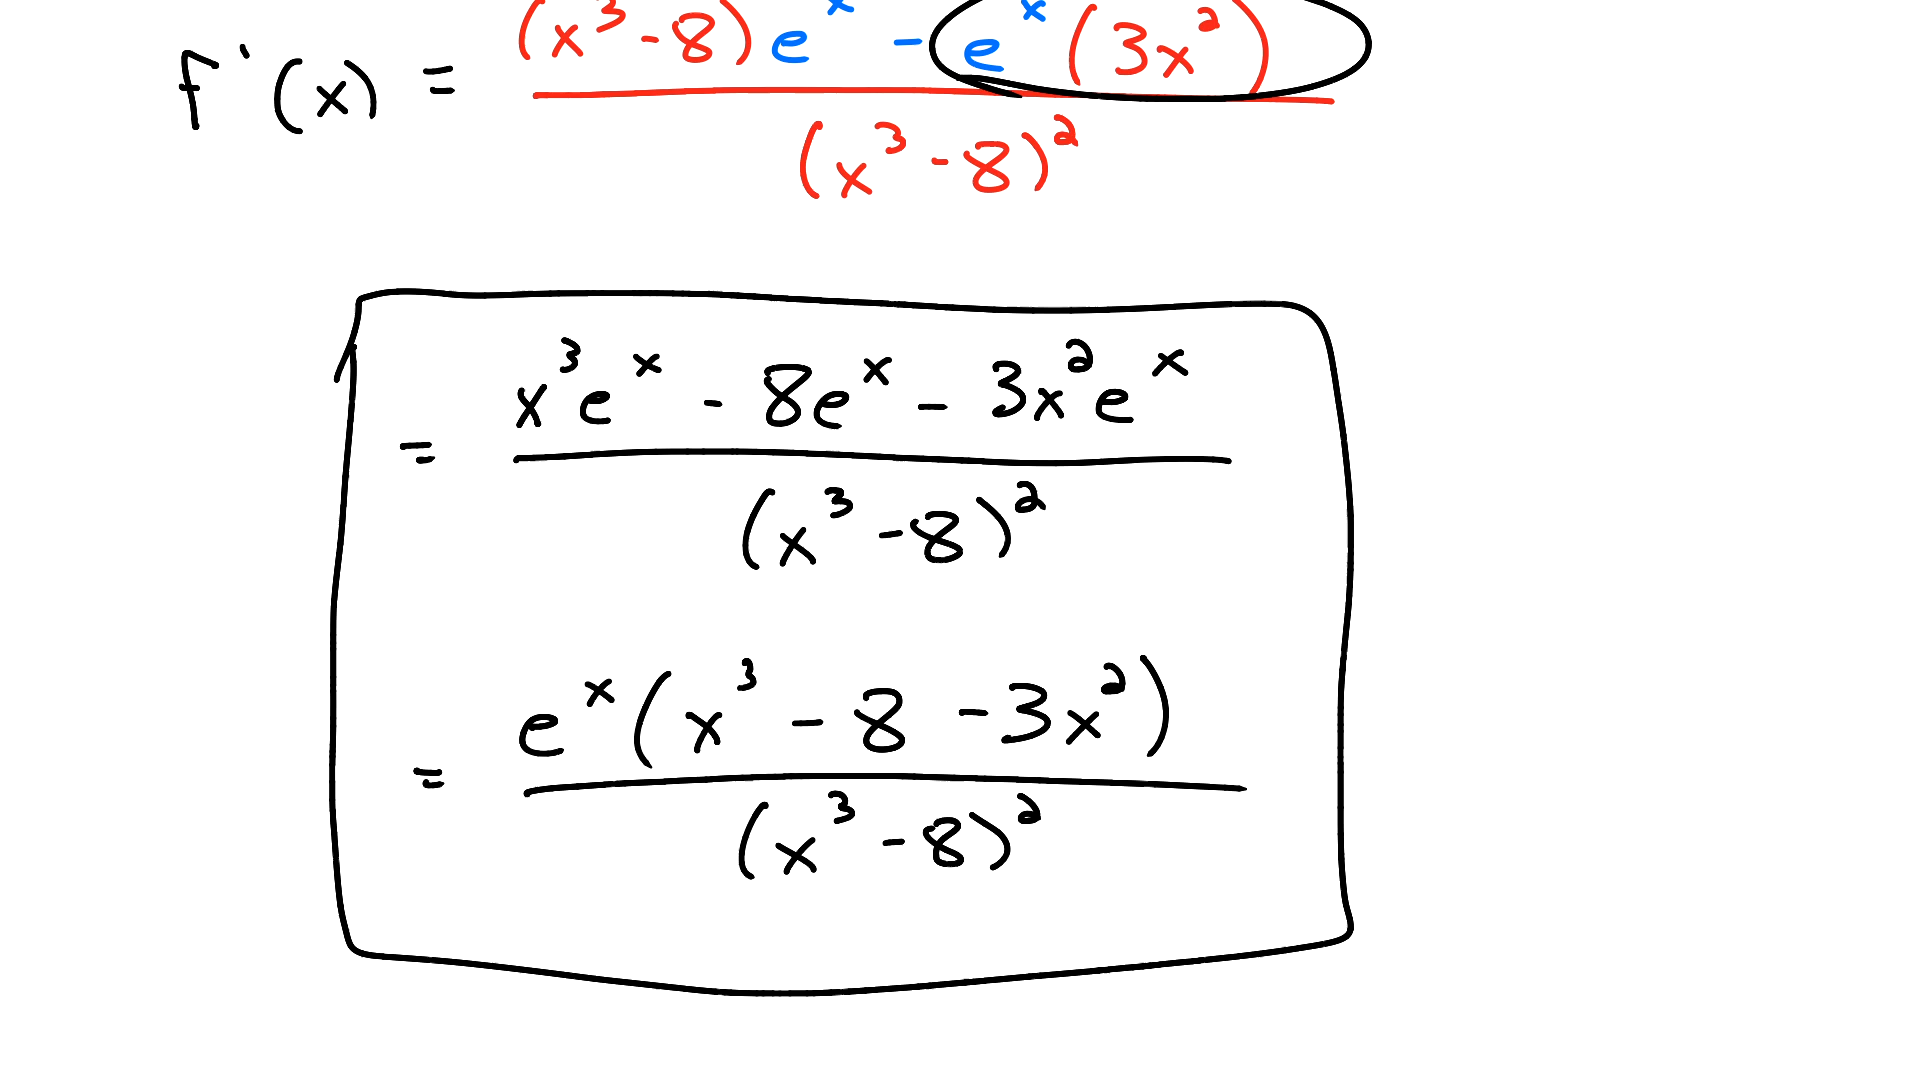 f'(x) = (x³-8)eˣ - eˣ(3x²)
(x³-8)²
= x³eˣ - 8eˣ - 3x²eˣ
(x³-8)²
= eˣ(x³ - 8 - 3x²)
(x³-8)²